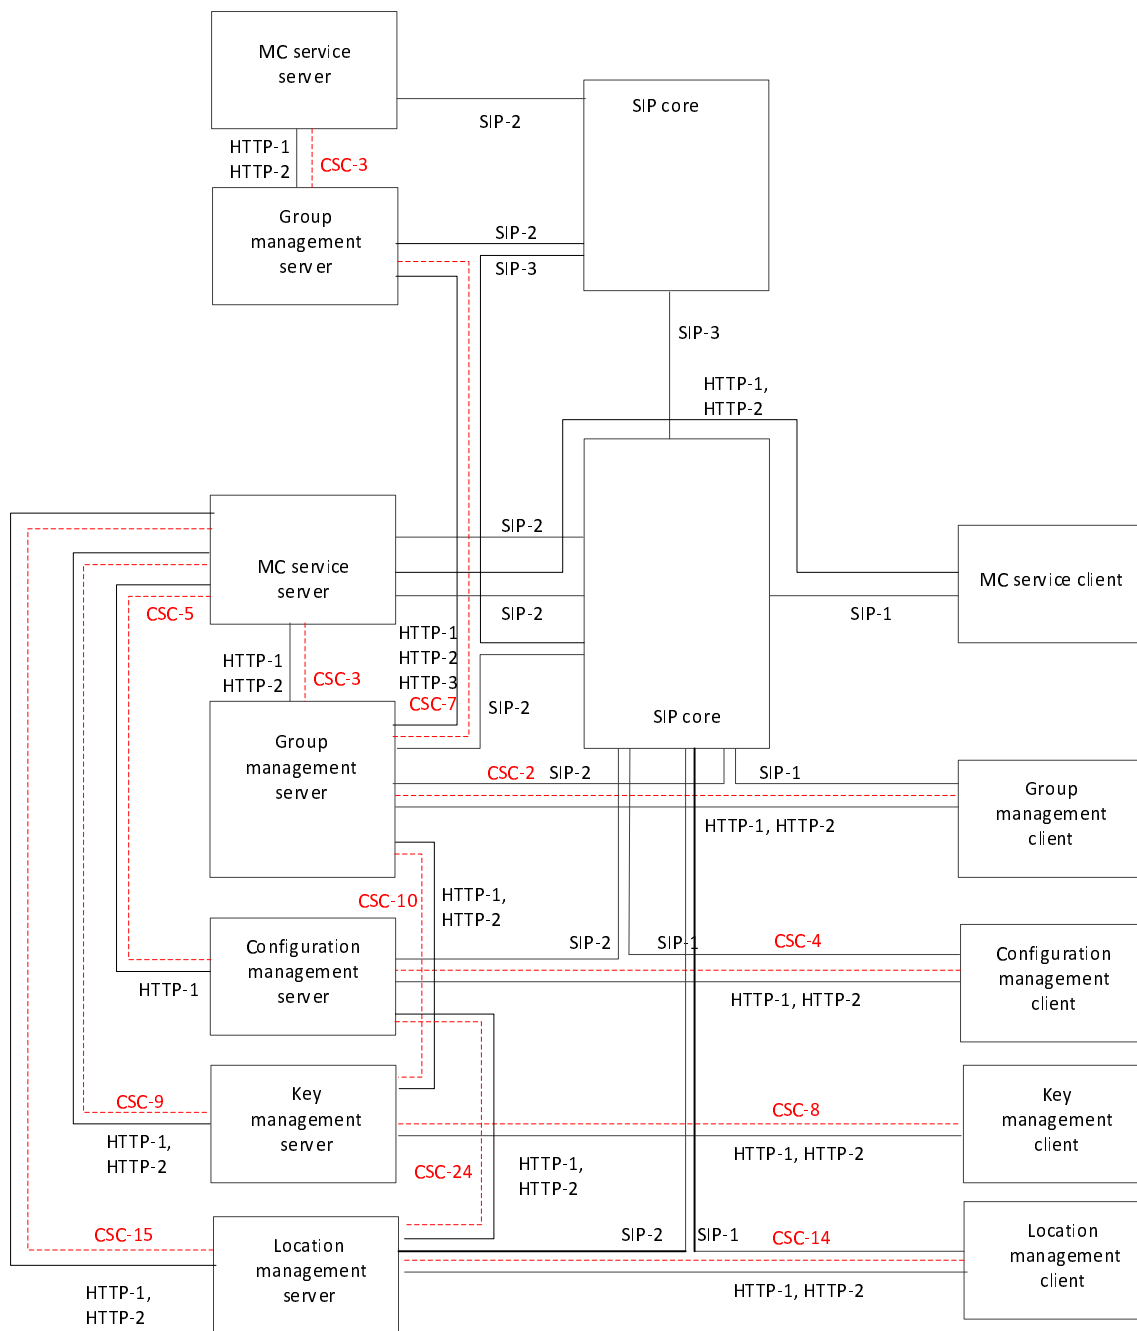 MC service
server
SIP core
SIP-2
HTTP-1
HTTP-2
CSC-3
Group
management
server
SIP-2
SIP-3
SIP-3
HTTP-1,
HTTP-2
MC service
server
SIP-2
MC service client
CSC-5
SIP-2
SIP-1
HTTP-1
HTTP-2
HTTP-3
CSC-7
HTTP-1
HTTP-2
CSC-3
SIP-2
SIP core
Group
management
server
CSC-2
SIP-2
SIP-1
HTTP-1, HTTP-2
Group
management
client
CSC-10
HTTP-1,
HTTP-2
Configuration
management
server
SIP-2
SIP-1
CSC-4
HTTP-1
HTTP-1, HTTP-2
Configuration
management
client
Key
management
server
CSC-9
HTTP-1,
HTTP-2
CSC-8
HTTP-1, HTTP-2
Key
management
client
CSC-24
HTTP-1,
HTTP-2
CSC-15
Location
management
server
SIP-2
SIP-1
CSC-14
HTTP-1, HTTP-2
Location
management
client
HTTP-1,
HTTP-2